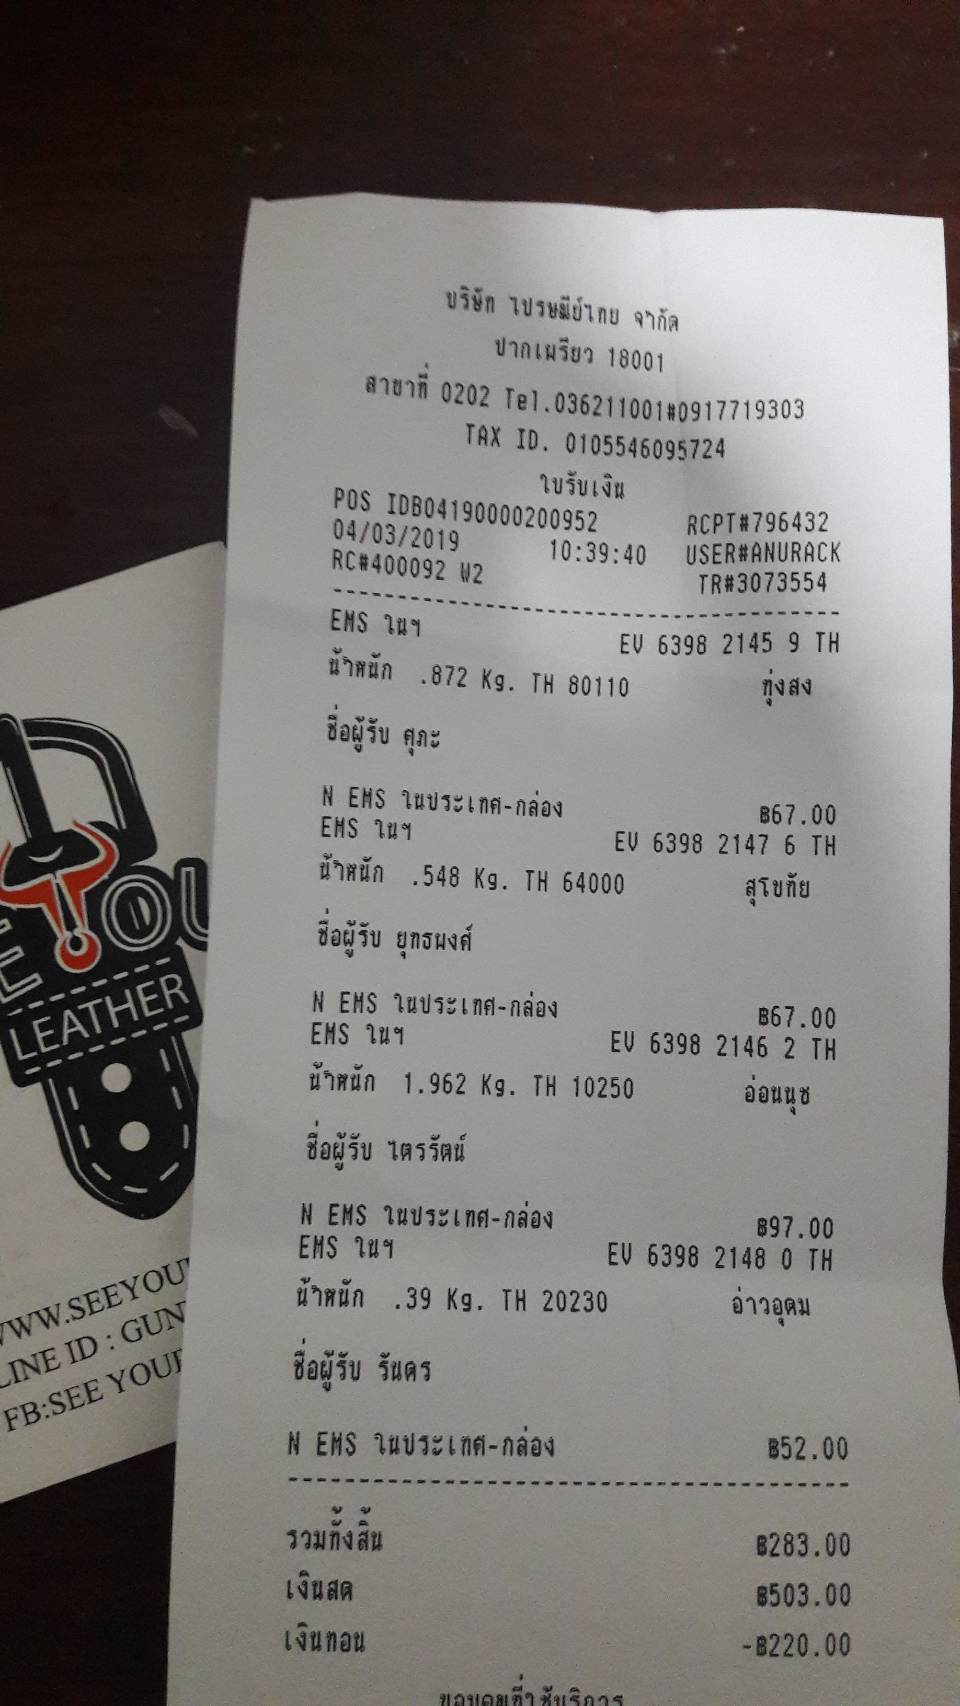 บริษัท ไปรษณีย์ไทย จำกัด
ปากเพรียว 18001
สาขาที่ 0202 Tel.036211001#0917719303
TAX ID. 0105546095724
ใบรับเงิน
POS IDB04190000200952 RCPT#796432
04/03/2019 10:39:40 USER#ANURACK
RC#400092 W2 TR#3073554
EMS ในฯ EV 6398 2145 9 TH
น้ำหนัก .872 Kg. TH 80110 ทุ่งสง
ชื่อผู้รับ ศุภะ
N EMS ในประเทศ-กล่อง ฿67.00
EMS ในฯ EV 6398 2147 6 TH
น้ำหนัก .548 Kg. TH 64000 สุโขทัย
ชื่อผู้รับ ยุทธพงศ์
N EMS ในประเทศ-กล่อง ฿67.00
EMS ในฯ EV 6398 2146 2 TH
น้ำหนัก 1.962 Kg. TH 10250 อ่อนนุช
ชื่อผู้รับ ไตรรัตน์
N EMS ในประเทศ-กล่อง ฿97.00
EMS ในฯ EV 6398 2148 0 TH
น้ำหนัก .39 Kg. TH 20230 อ่าวอุดม
ชื่อผู้รับ รันดร
N EMS ในประเทศ-กล่อง ฿52.00
รวมทั้งสิ้น ฿283.00
เงินสด ฿503.00
เงินทอน -฿220.00
ขอบคุณที่ใช้บริการ
LEATHER
WWW.SEEYOU
LINE ID : GUN
FB:SEE YOU